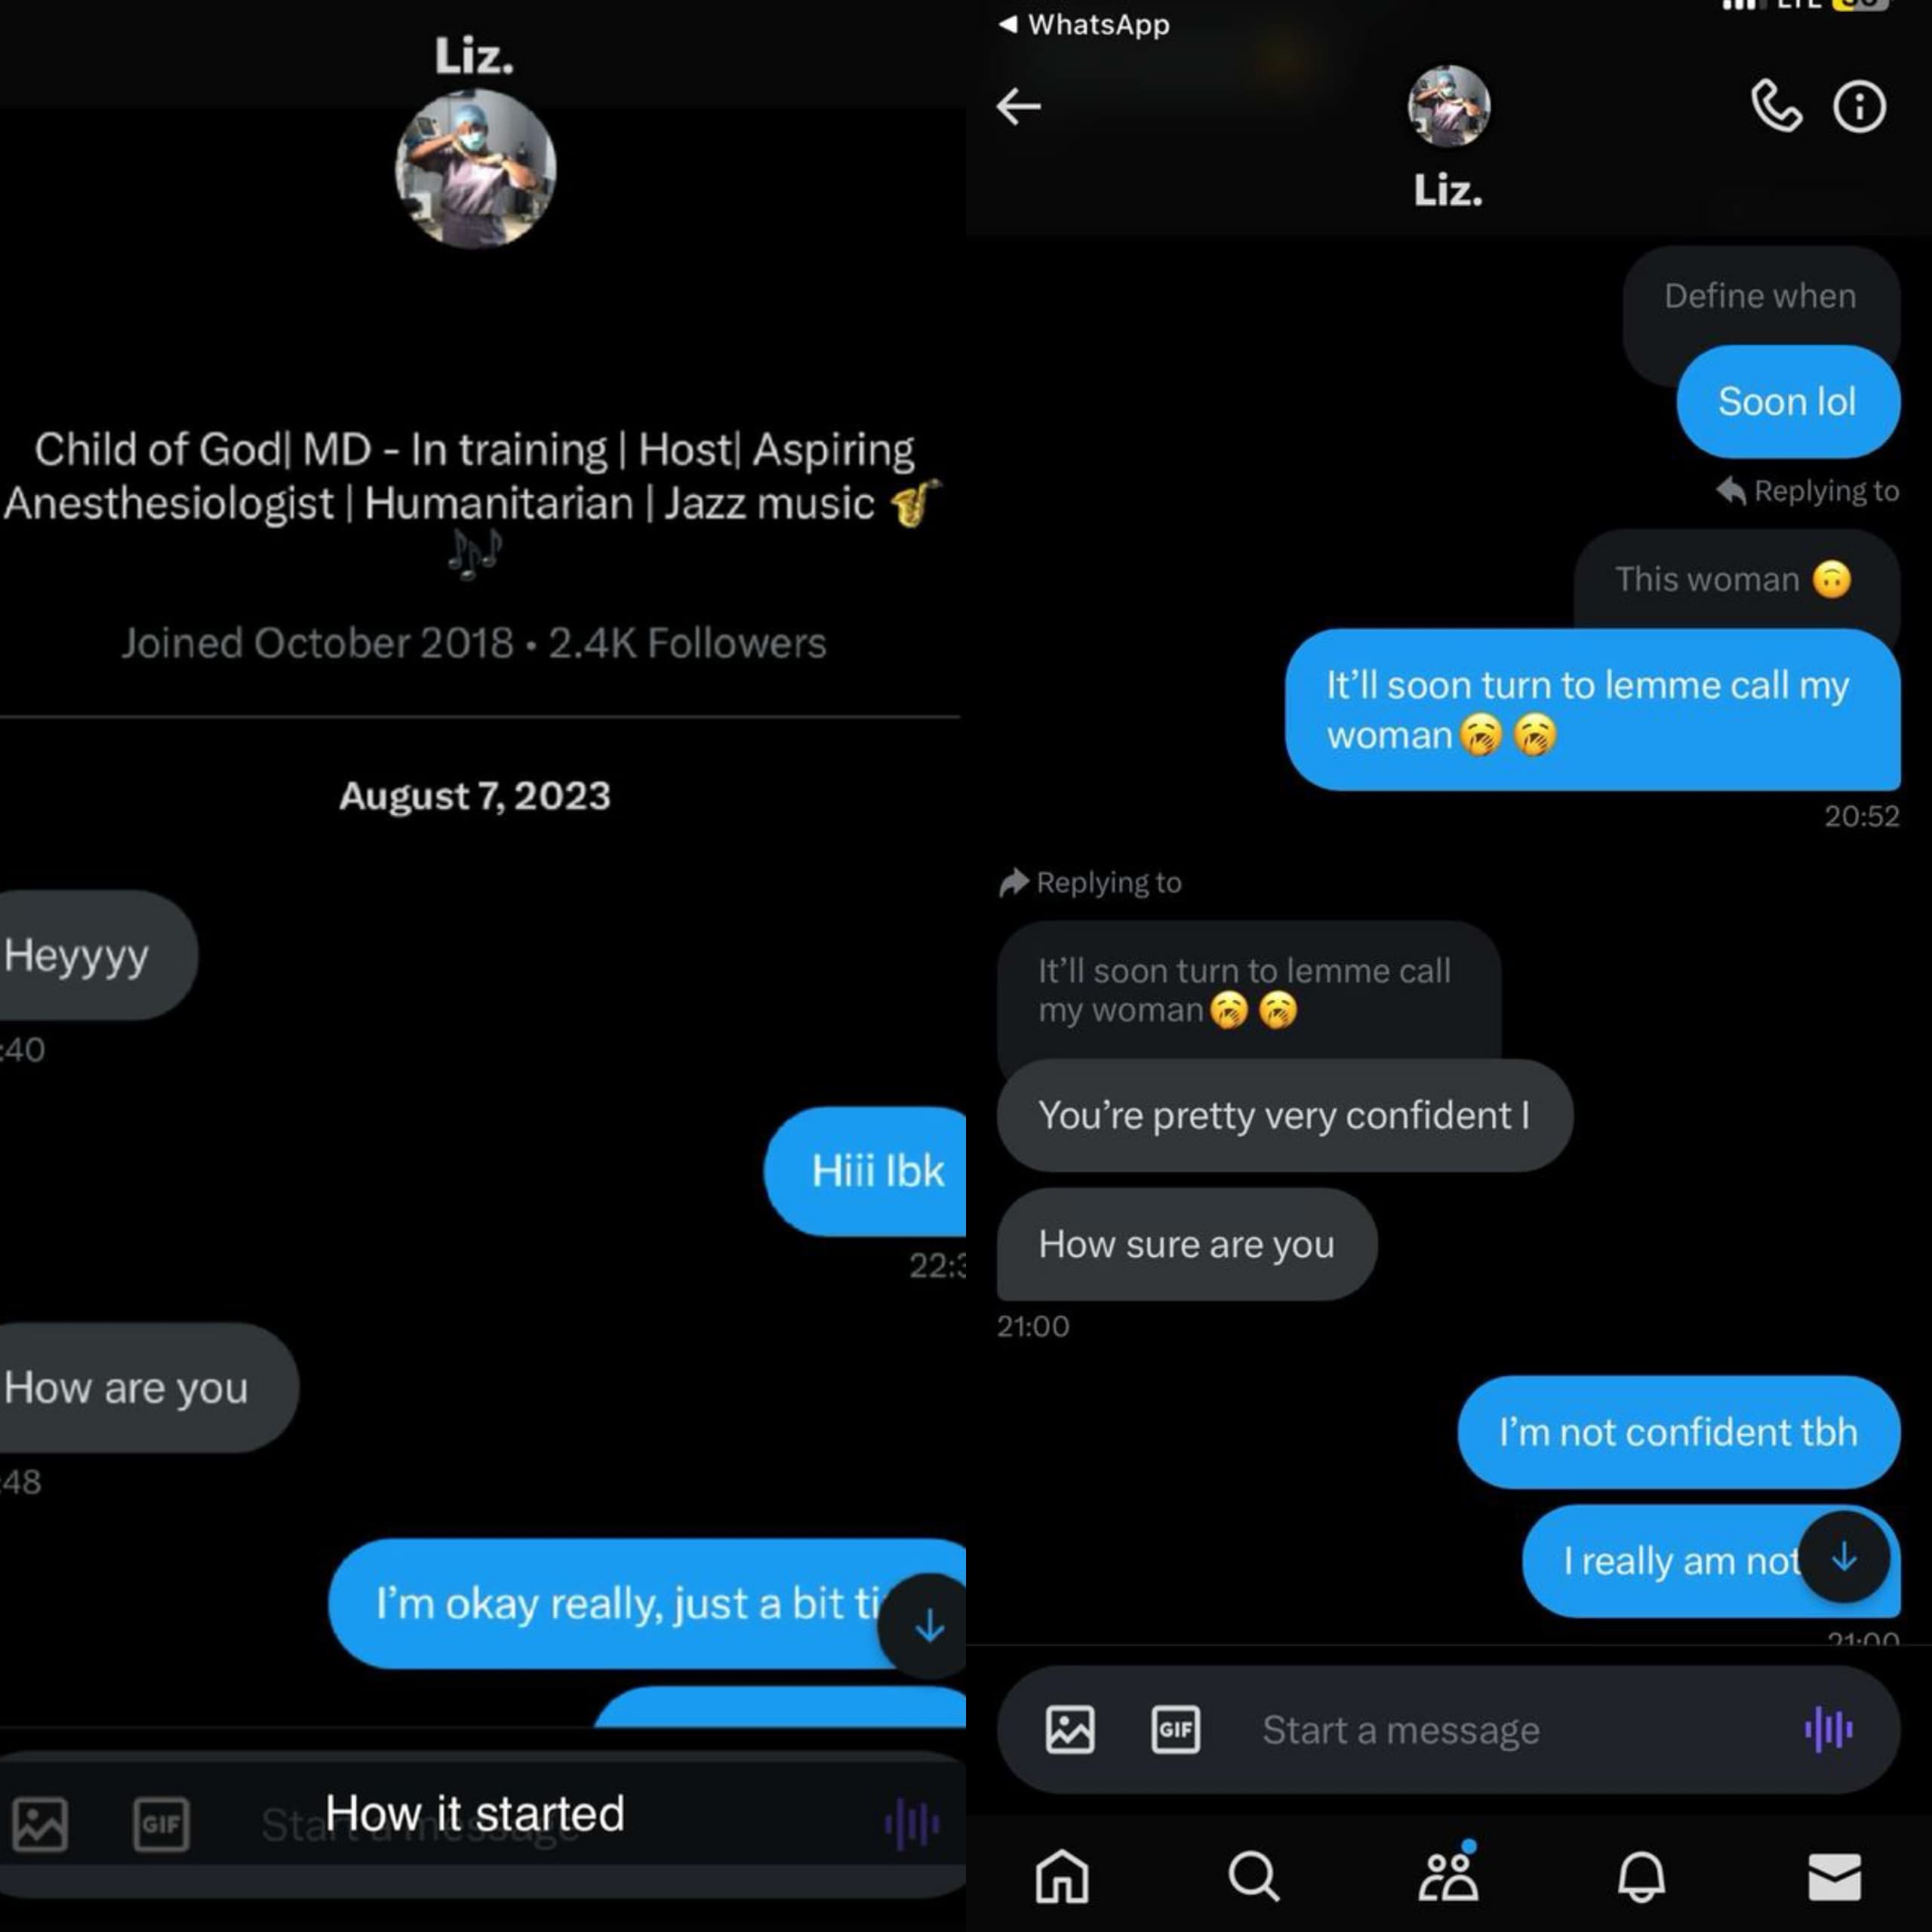 Liz.
Child of God| MD - In training | Host| Aspiring
Anesthesiologist | Humanitarian | Jazz music 🎷
🎶
Joined October 2018 • 2.4K Followers
August 7, 2023
Heyyyy
:40
Hiii Ibk
22:3
How are you
:48
I’m okay really, just a bit ti
GIF
How it started
WhatsApp
LTE
Liz.
Define when
Soon lol
Replying to
This woman 🙃
It’ll soon turn to lemme call my
woman🥱 🥱
20:52
Replying to
It’ll soon turn to lemme call
my woman🥱 🥱
You’re pretty very confident I
How sure are you
21:00
I’m not confident tbh
I really am not
21:00
GIF
Start a message